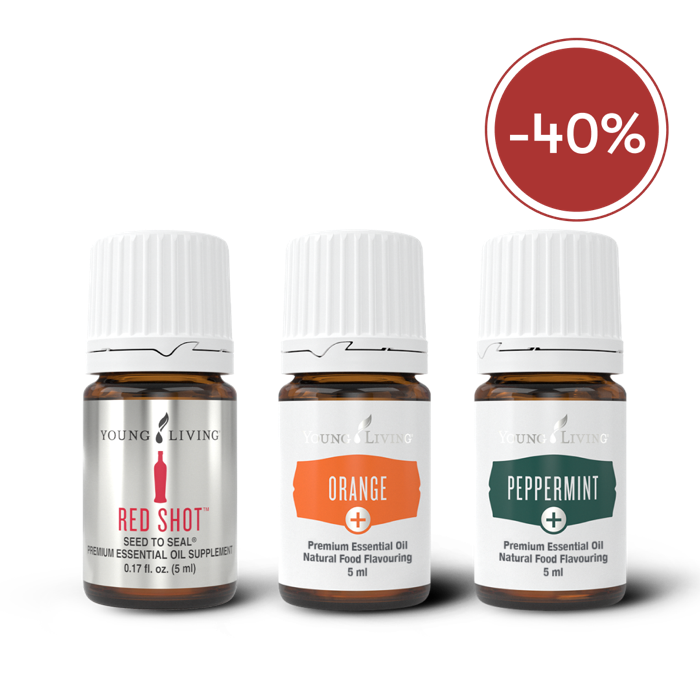 -40%
YOUNG LIVING
RED SHOT™
SEED TO SEAL®
PREMIUM ESSENTIAL OIL SUPPLEMENT
0.17 fl. oz. (5 ml)
YOUNG LIVING
ORANGE
+
Premium Essential Oil
Natural Food Flavouring
5 ml
YOUNG LIVING
PEPPERMINT
+
Premium Essential Oil
Natural Food Flavouring
5 ml